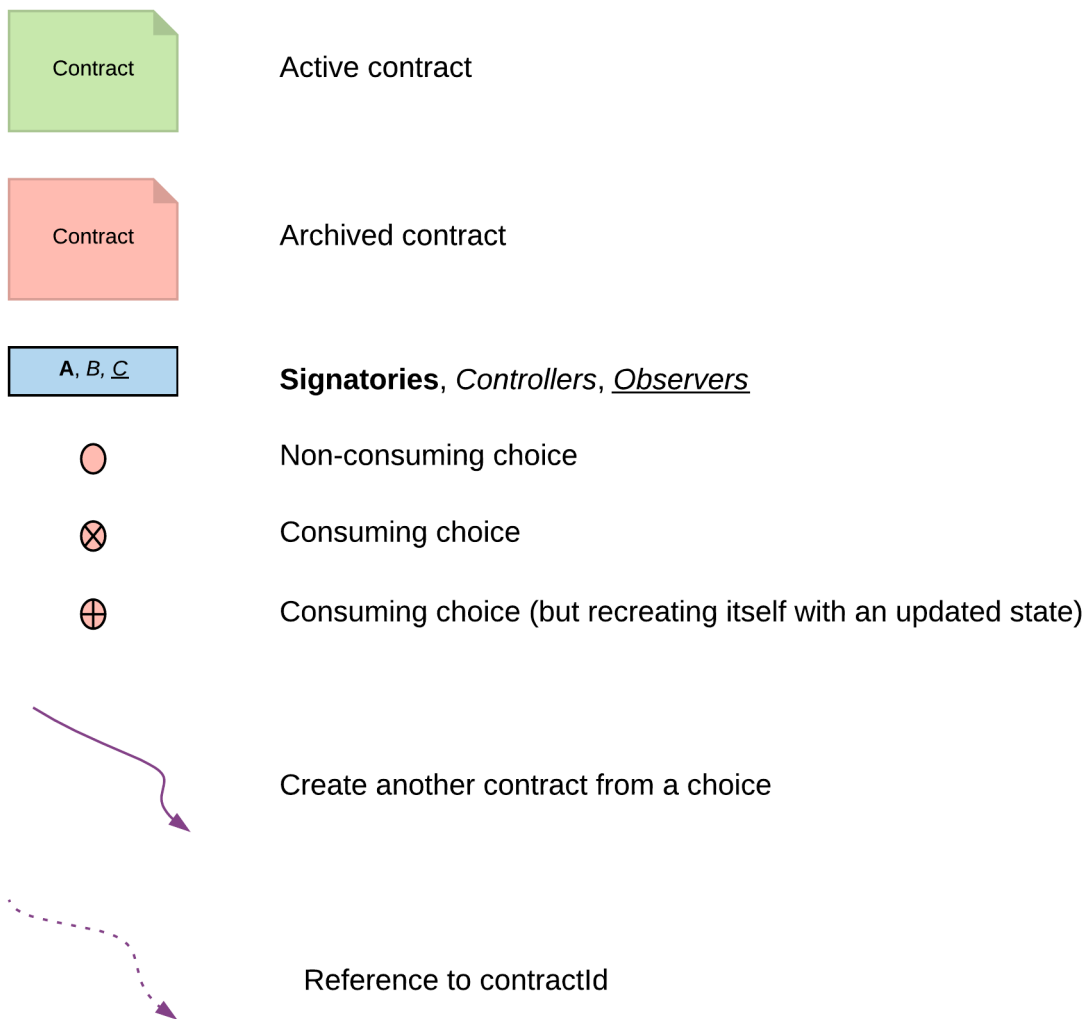 Contract
Active contract
Contract
Archived contract
A, B, C
Signatories, Controllers, Observers
Non-consuming choice
Consuming choice
Consuming choice (but recreating itself with an updated state)
Create another contract from a choice
Reference to contractId